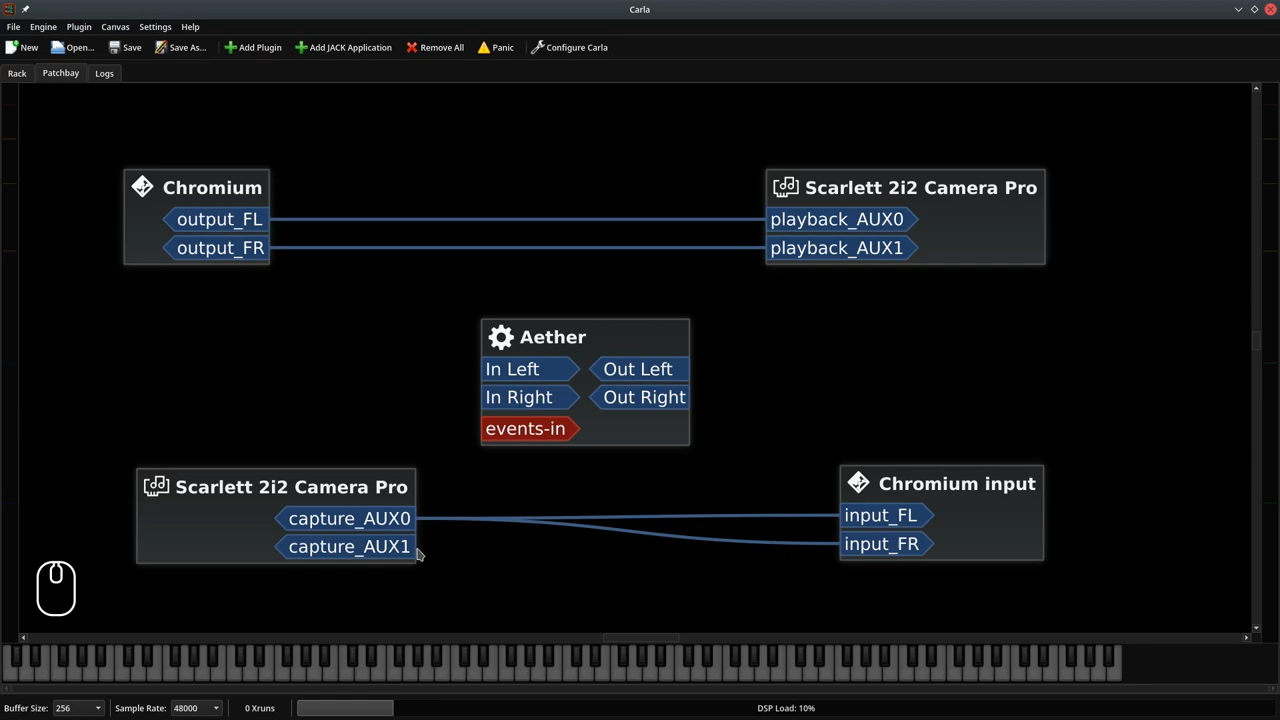 Carla
File Engine Plugin Canvas Settings Help
New Open... Save Save As... Add Plugin Add JACK Application Remove All Panic Configure Carla
Rack Patchbay Logs
Chromium
output_FL
output_FR
Scarlett 2i2 Camera Pro
playback_AUX0
playback_AUX1
Aether
In Left Out Left
In Right Out Right
events-in
Scarlett 2i2 Camera Pro
capture_AUX0
capture_AUX1
Chromium input
input_FL
input_FR
Buffer Size: 256 Sample Rate: 48000 0 Xruns DSP Load: 10%